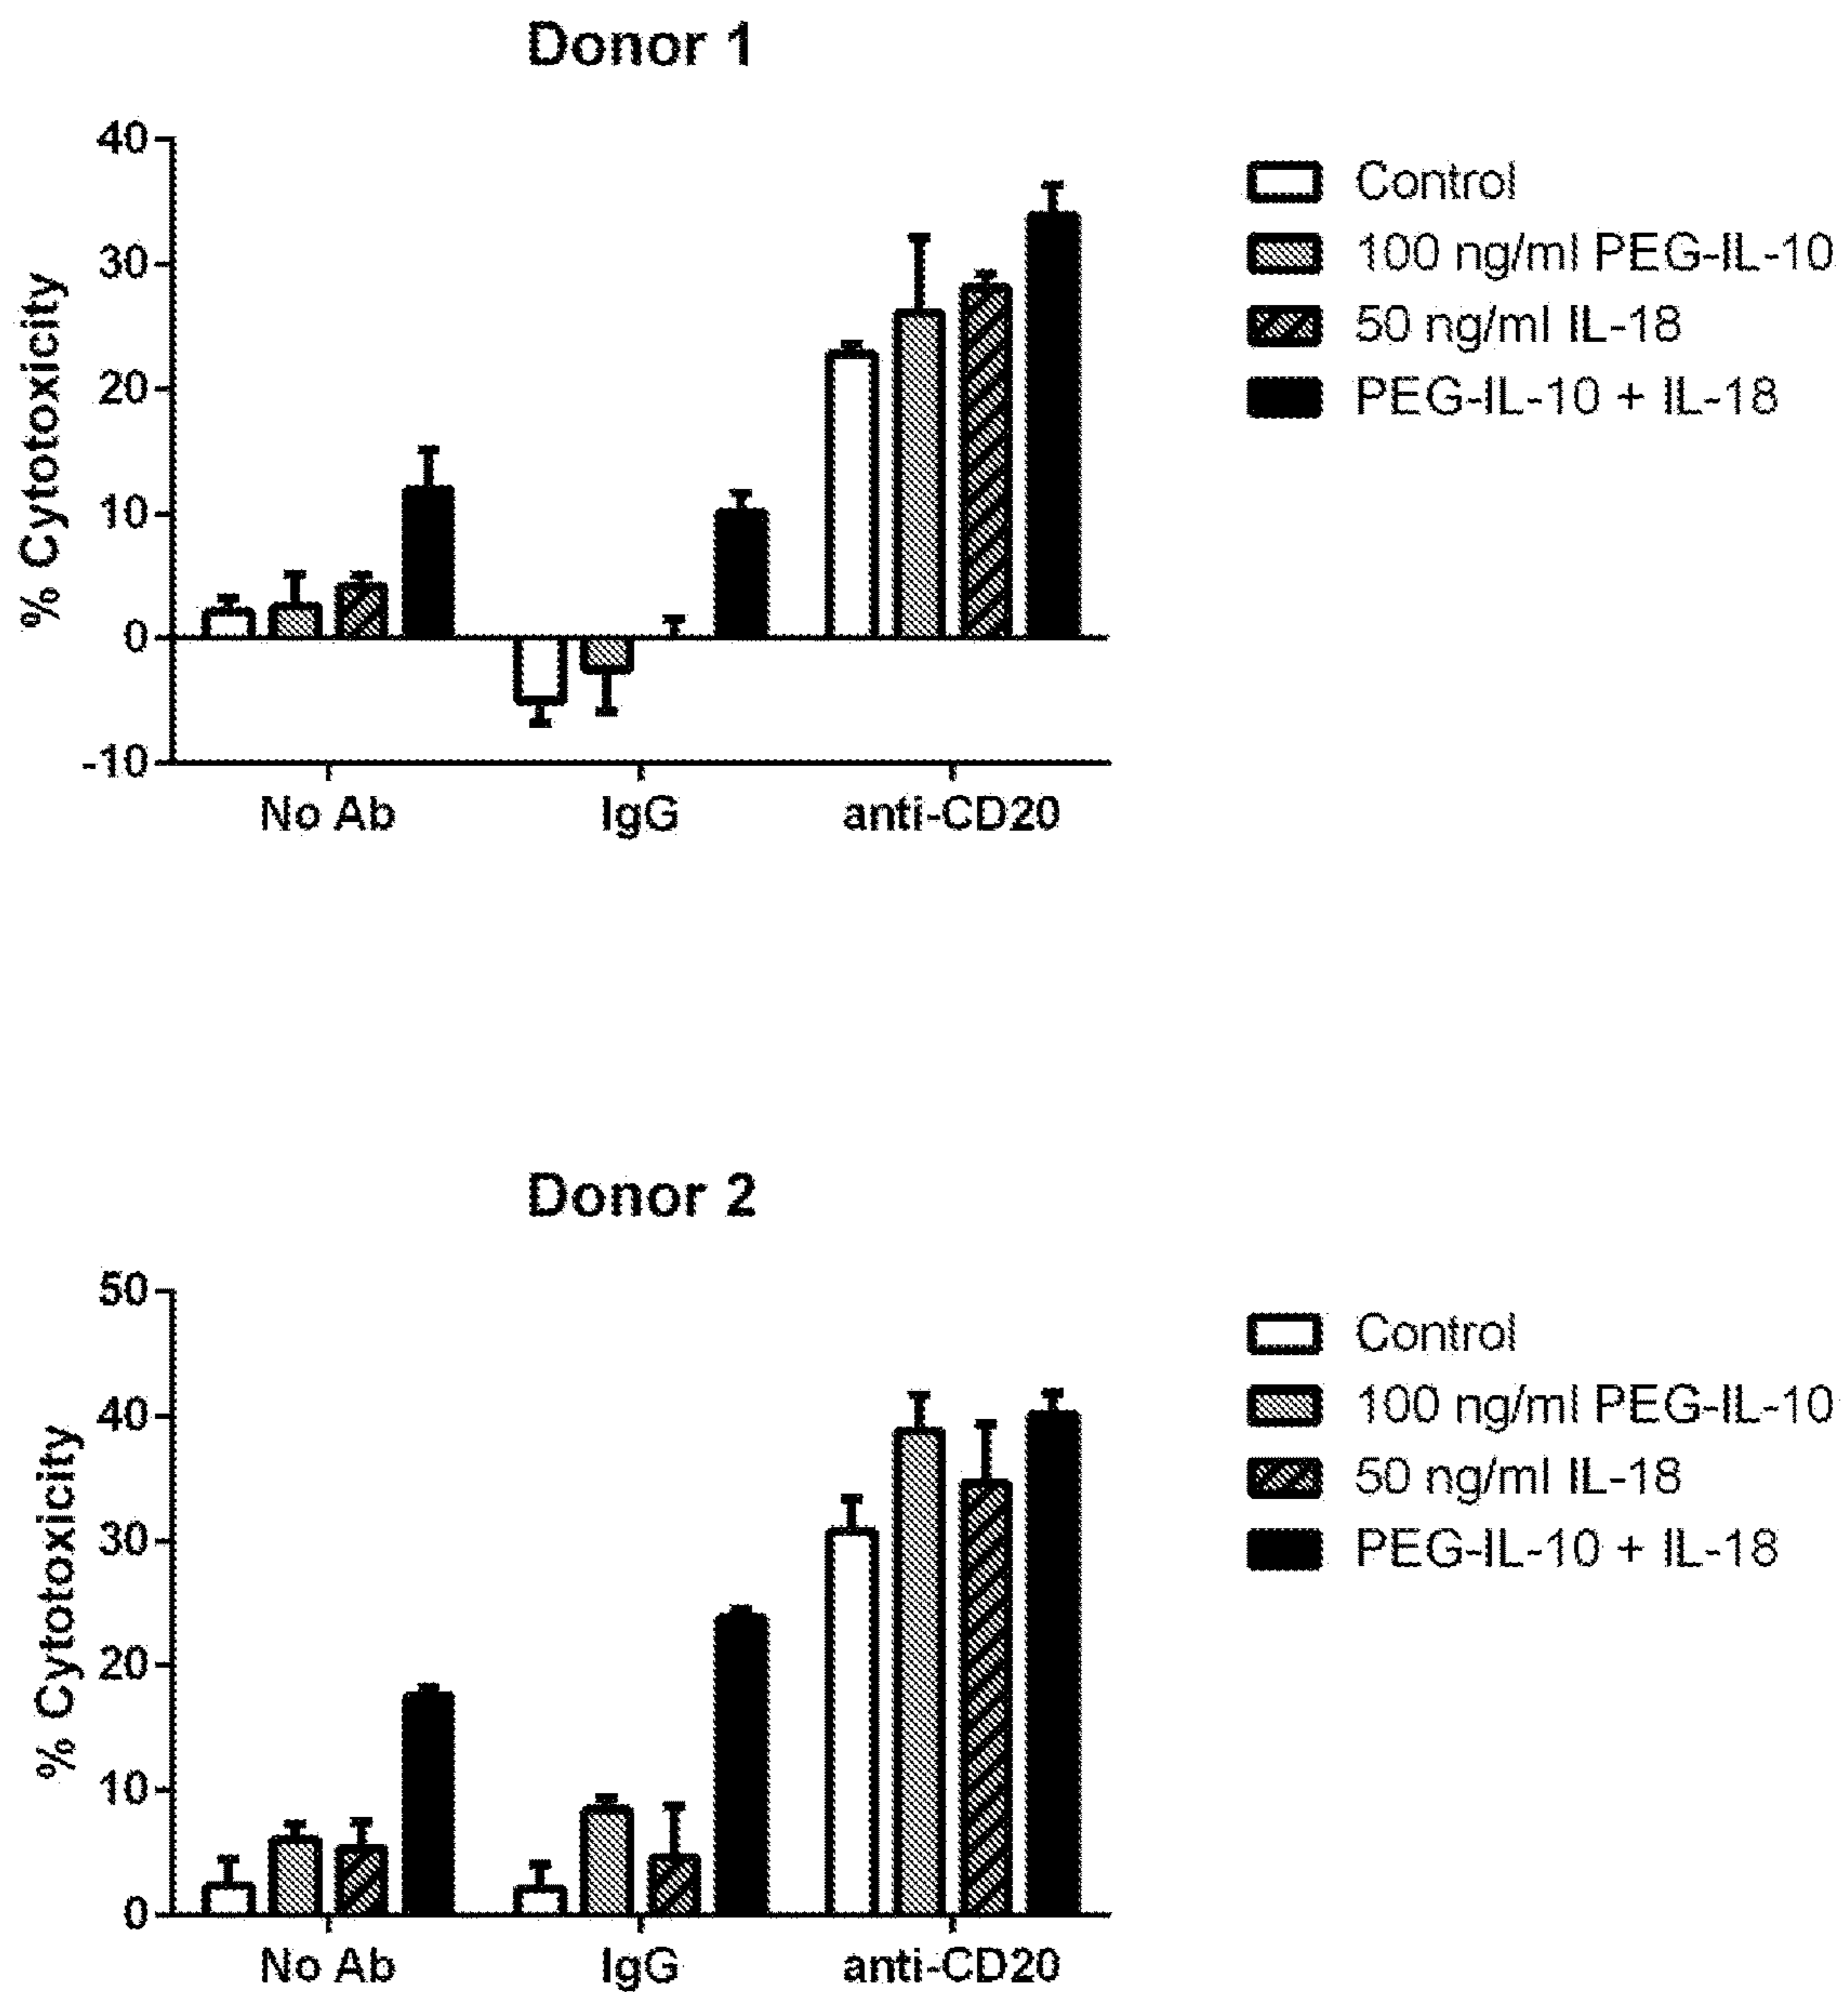 Donor 1
% Cytotoxicity
40
30
20
10
0
-10
No Ab
IgG
anti-CD20
Control
100 ng/ml PEG-IL-10
50 ng/ml IL-18
PEG-IL-10 + IL-18
Donor 2
% Cytotoxicity
50
40
30
20
10
0
No Ab
IgG
anti-CD20
Control
100 ng/ml PEG-IL-10
50 ng/ml IL-18
PEG-IL-10 + IL-18